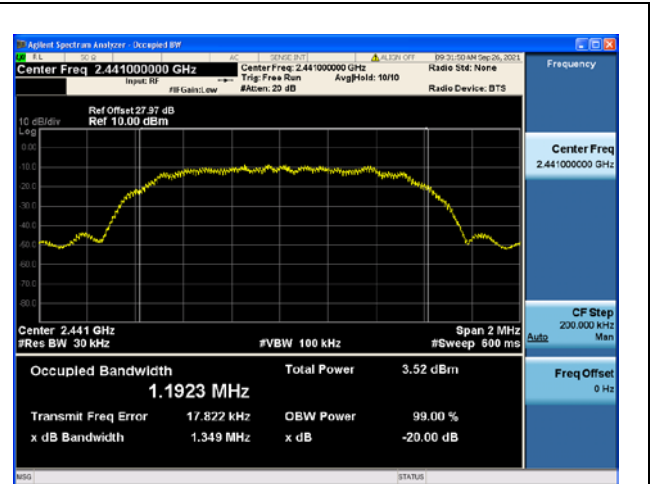 Agilent Spectrum Analyzer - Occupied BW
RL 50 Ω AC SENSE:INT ALIGN OFF 09:31:50 AM Sep 26, 2021
Center Freq 2.441000000 GHz Center Freq: 2.441000000 GHz Radio Std: None Frequency
Input: RF Trig: Free Run Avg|Hold: 10/10
#IFGain:Low #Atten: 20 dB Radio Device: BTS
Ref Offset 27.97 dB
10 dB/div Ref 10.00 dBm
Log
0.00
-10.0
-20.0
-30.0
-40.0
-50.0
-60.0
-70.0
-80.0
Center Freq
2.441000000 GHz
Center 2.441 GHz Span 2 MHz
#Res BW 30 kHz #VBW 100 kHz #Sweep 600 ms
CF Step
200.000 kHz
Auto Man
Occupied Bandwidth Total Power 3.52 dBm
1.1923 MHz
Transmit Freq Error 17.822 kHz OBW Power 99.00 %
x dB Bandwidth 1.349 MHz x dB -20.00 dB
Freq Offset
0 Hz
MSG STATUS